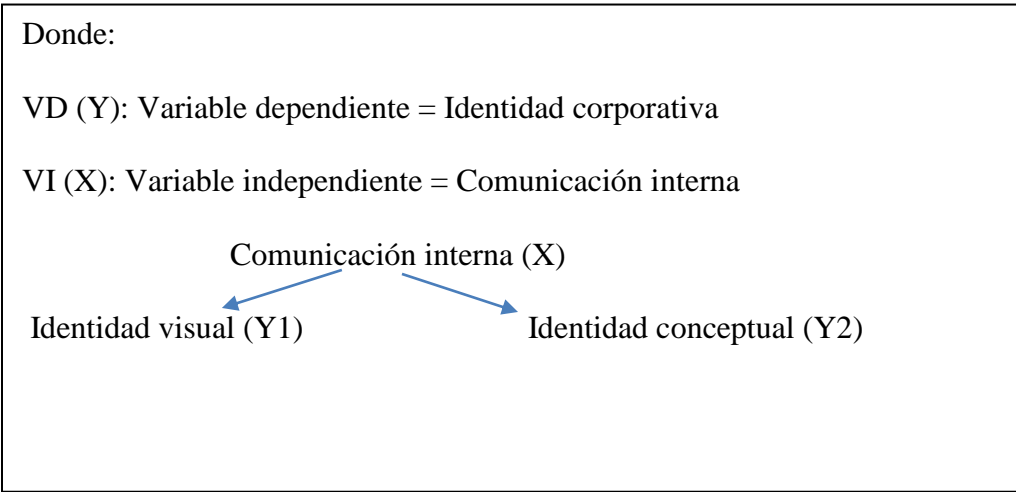 Donde:
VD (Y): Variable dependiente = Identidad corporativa
VI (X): Variable independiente = Comunicación interna
Comunicación interna (X)
Identidad visual (Y1) Identidad conceptual (Y2)